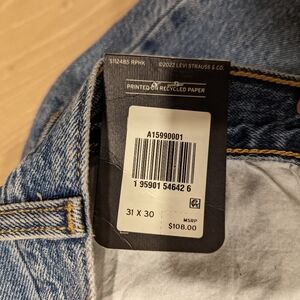 S112485 RPHK ©2022 LEVI STRAUSS & CO.
PRINTED ON RECYCLED PAPER
A15990001
1 95901 54642 6
31 X 30
MSRP
$108.00